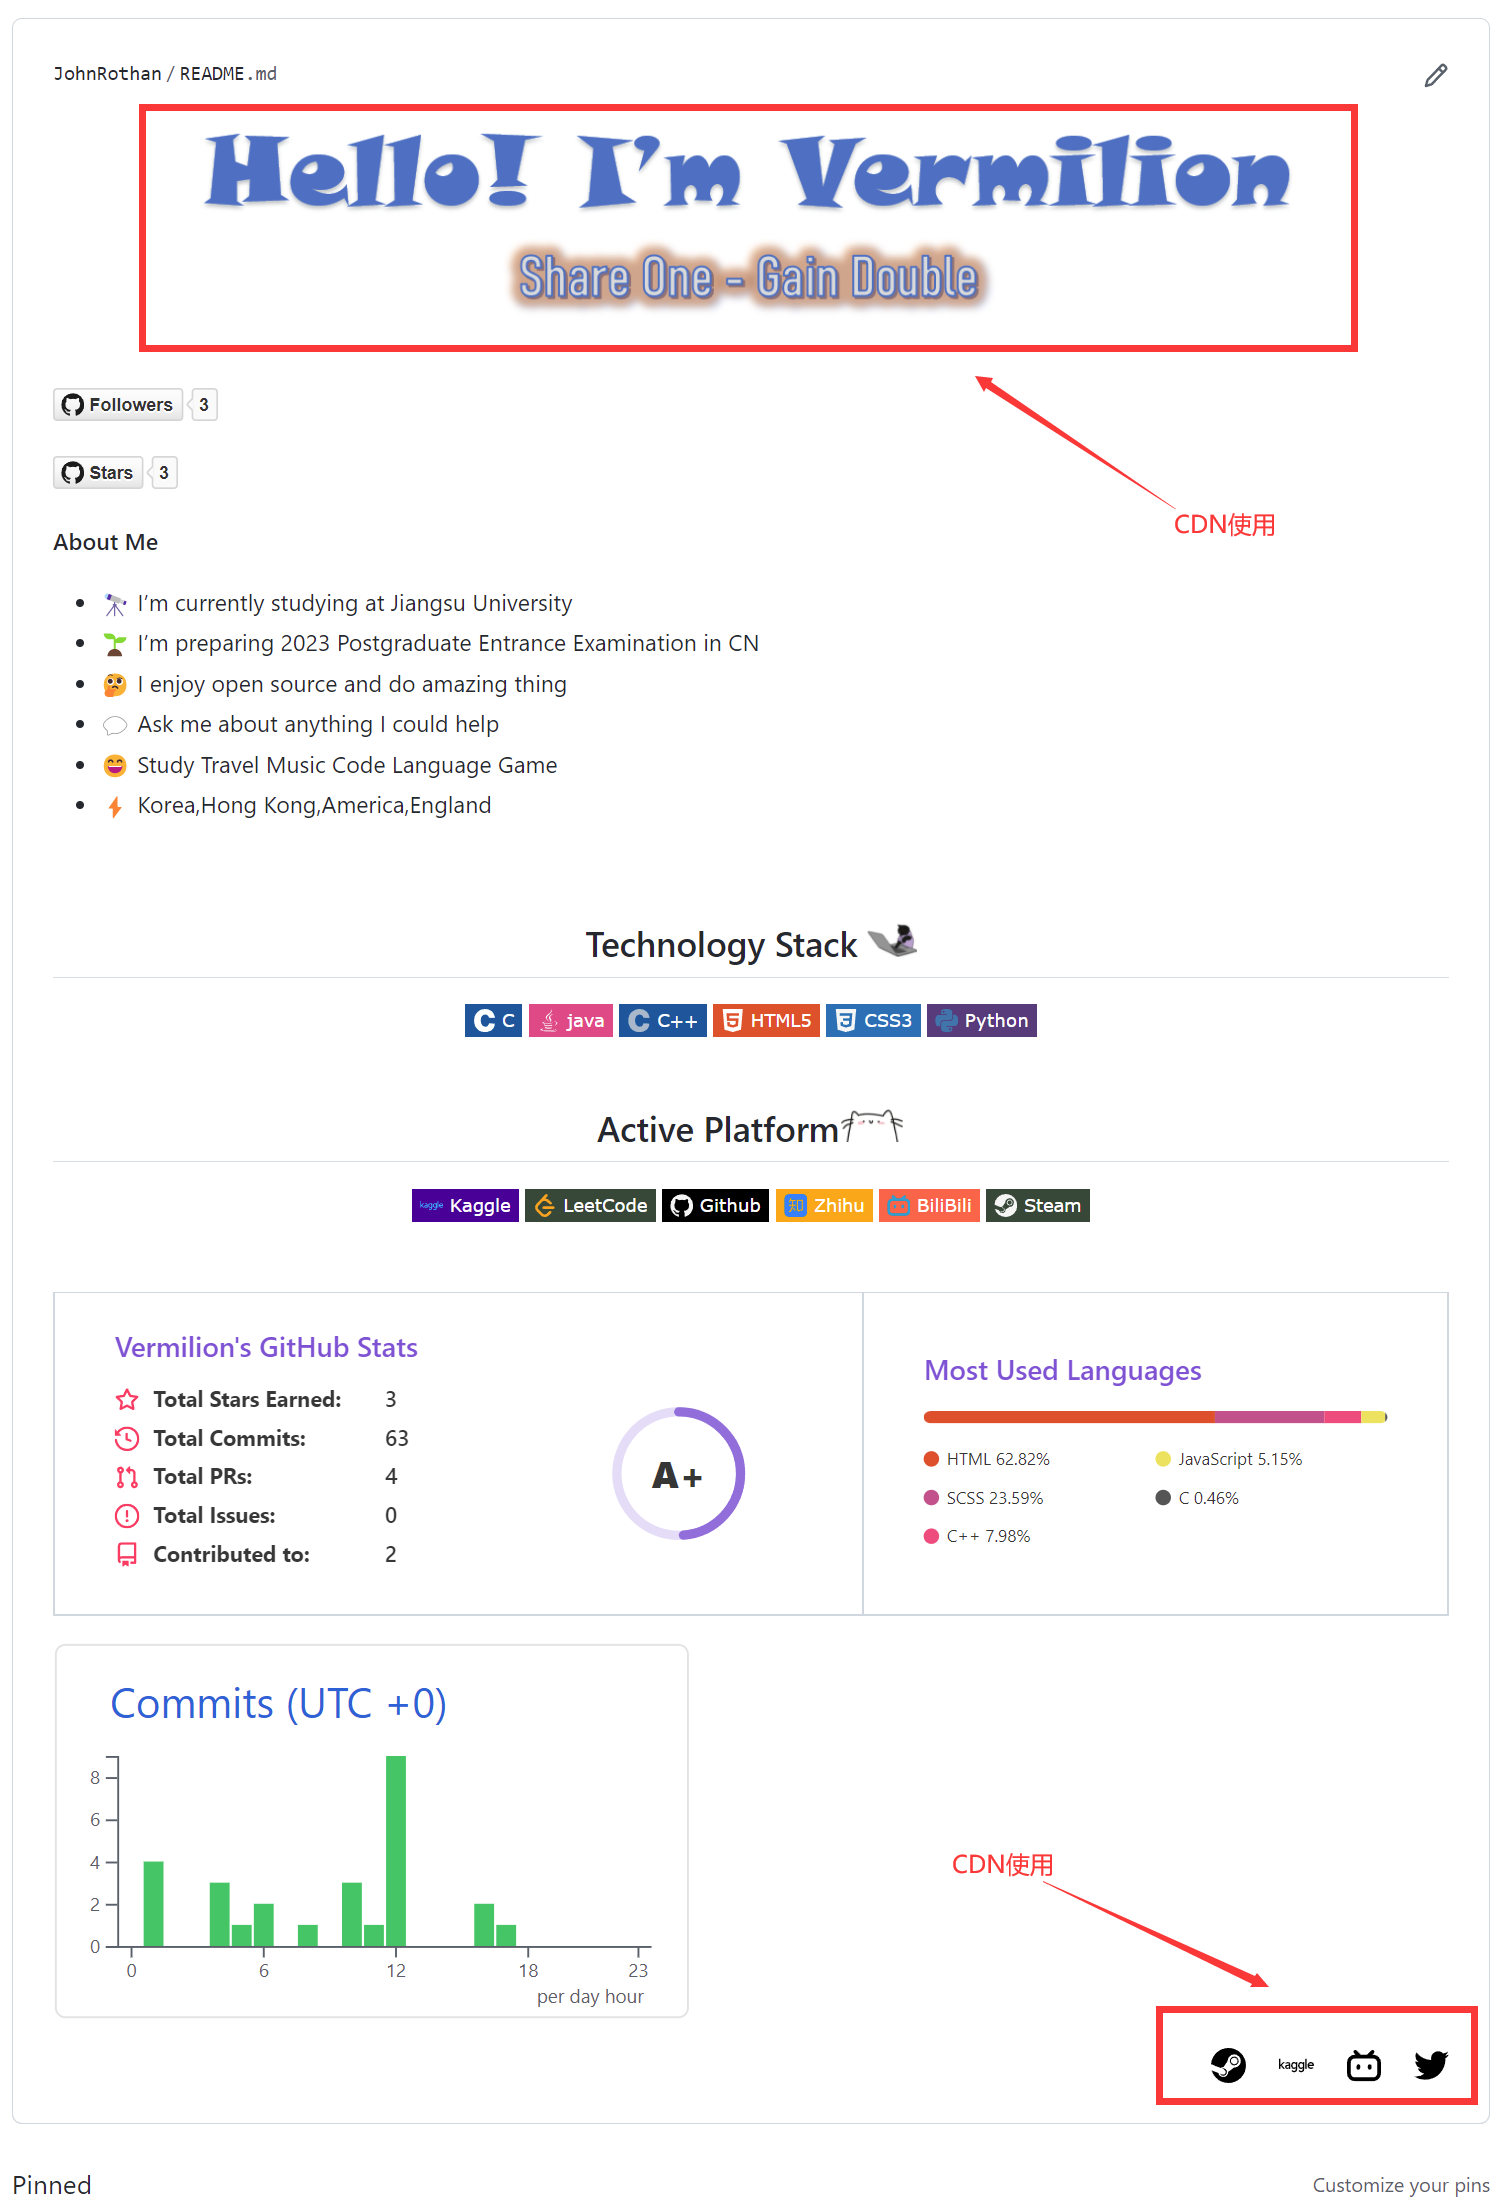 JohnRothan / README.md
Hello! I'm Vermilion
Share One - Gain Double
Followers 3
Stars 3
CDN使用
About Me
I'm currently studying at Jiangsu University
I'm preparing 2023 Postgraduate Entrance Examination in CN
I enjoy open source and do amazing thing
Ask me about anything I could help
Study Travel Music Code Language Game
Korea,Hong Kong,America,England
Technology Stack
C java C++ HTML5 CSS3 Python
Active Platform
kaggle Kaggle LeetCode Github 知 Zhihu BiliBili Steam
Vermilion's GitHub Stats
Total Stars Earned: 3
Total Commits: 63
Total PRs: 4
Total Issues: 0
Contributed to: 2
A+
Most Used Languages
HTML 62.82% JavaScript 5.15%
SCSS 23.59% C 0.46%
C++ 7.98%
Commits (UTC +0)
8
6
4
2
0
0 6 12 18 23
per day hour
CDN使用
kaggle
Pinned Customize your pins